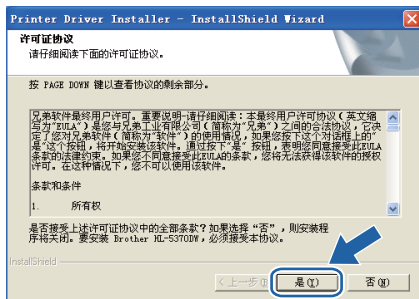 Printer Driver Installer - InstallShield Wizard
许可证协议
请仔细阅读下面的许可证协议。
按 PAGE DOWN 键以查看协议的剩余部分。
兄弟软件最终用户许可。重要说明-请仔细阅读：本最终用户许可协议（英文缩
写为"EULA"）是您与兄弟工业有限公司（简称为"兄弟"）之间的合法协议，它决
定了您对兄弟软件（简称为"软件"）的使用情况，如果您按下这个对话框上的"
是"这个按钮，将开始安装该软件。通过按下"是" 按钮，表明您同意接受此EULA
条款的法律约束。如果您不同意接受此EULA的条款，您将无法获得该软件的授权
许可。在这种情况下，您不可以使用该软件。
条款和条件
1. 所有权
是否接受上述许可证协议中的全部条款？如果选择 "否" ，则安装程
序将关闭。要安装 Brother HL-5370DW，必须接受本协议。
InstallShield
< 上一步(B) 是(Y) 否(N)